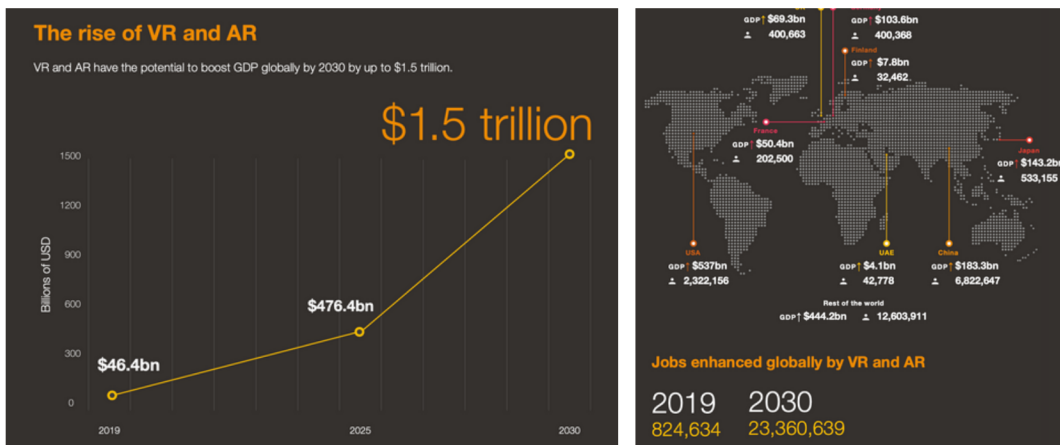 The rise of VR and AR
VR and AR have the potential to boost GDP globally by 2030 by up to $1.5 trillion.
$1.5 trillion
1500
1200
900
600
300
0
Billions of USD
$476.4bn
$46.4bn
2019
2025
2030
GDP↑ $69.3bn
400,663
GDP↑ $103.6bn
400,368
Finland
GDP↑ $7.8bn
32,462
France
GDP↑ $50.4bn
202,500
Japan
GDP↑ $143.2bn
533,155
USA
GDP↑ $537bn
2,322,156
UAE
GDP↑ $4.1bn
42,778
China
GDP↑ $183.3bn
6,822,647
Rest of the world
GDP↑ $444.2bn 12,603,911
Jobs enhanced globally by VR and AR
2019 2030
824,634 23,360,639